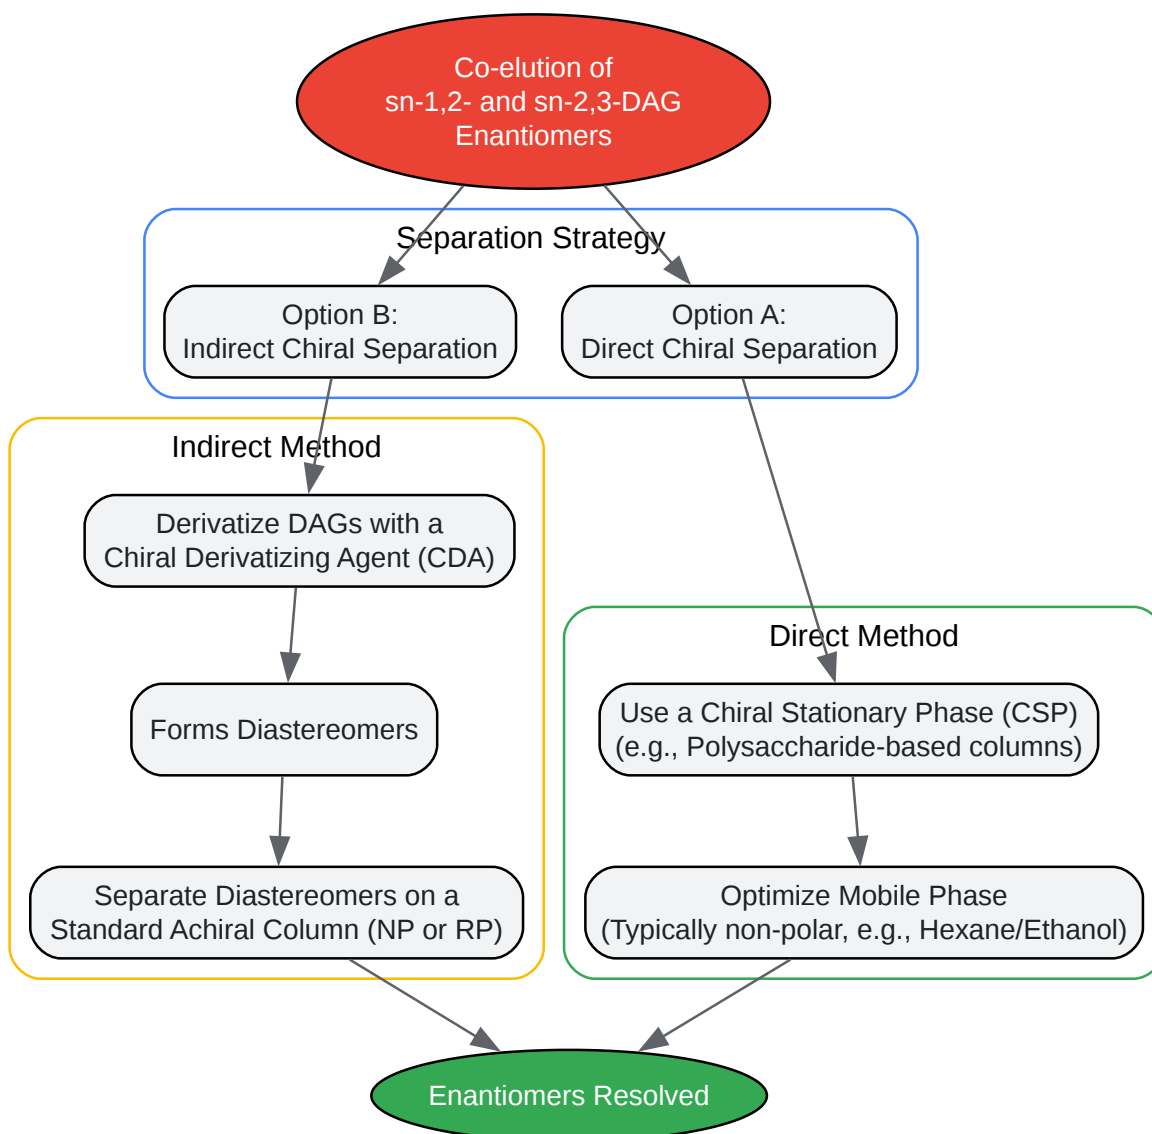 Co-elution of
sn-1,2- and sn-2,3-DAG
Enantiomers
Separation Strategy
Option B:
Indirect Chiral Separation
Option A:
Direct Chiral Separation
Indirect Method
Derivatize DAGs with a
Chiral Derivatizing Agent (CDA)
Forms Diastereomers
Separate Diastereomers on a
Standard Achiral Column (NP or RP)
Direct Method
Use a Chiral Stationary Phase (CSP)
(e.g., Polysaccharide-based columns)
Optimize Mobile Phase
(Typically non-polar, e.g., Hexane/Ethanol)
Enantiomers Resolved